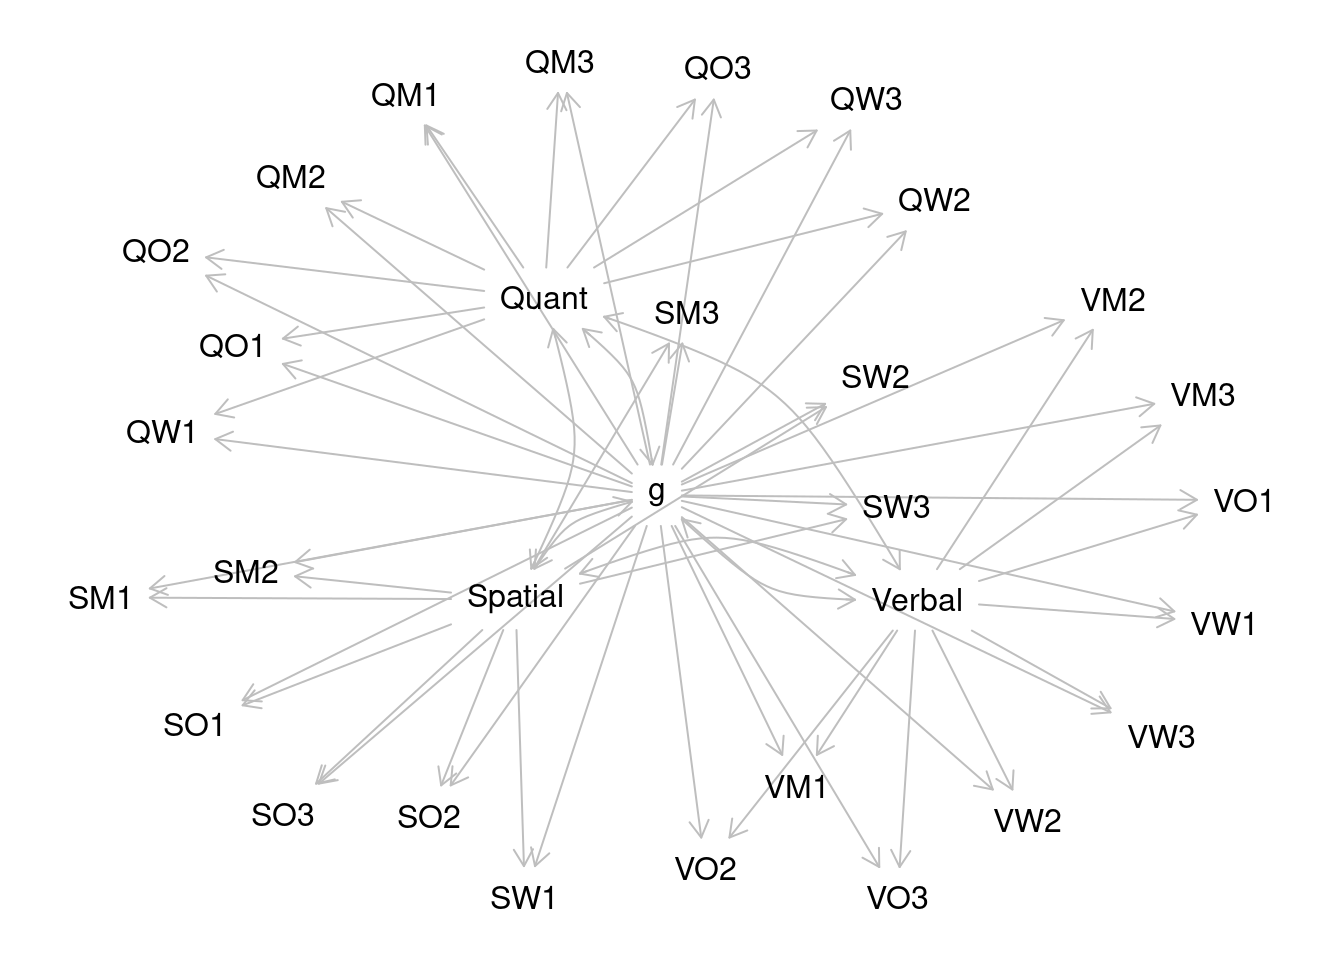 QM3
QO3
QM1
QW3
QM2
QW2
QO2
Quant
VM2
SM3
QO1
SW2
VM3
QW1
g
VO1
SW3
SM2
SM1
Spatial
Verbal
VW1
SO1
VW3
VM1
SO3
SO2
VW2
VO2
SW1
VO3